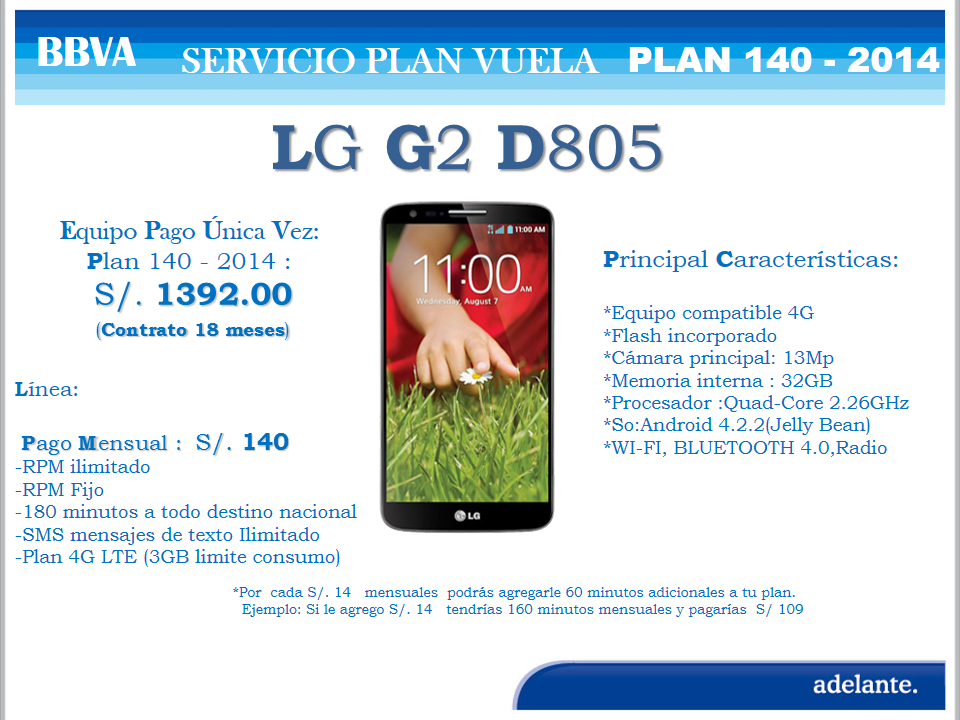 BBVA SERVICIO PLAN VUELA PLAN 140 - 2014
LG G2 D805
Equipo Pago Única Vez:
Plan 140 - 2014 :
S/. 1392.00
(Contrato 18 meses)
Línea:
Pago Mensual : S/. 140
-RPM ilimitado
-RPM Fijo
-180 minutos a todo destino nacional
-SMS mensajes de texto Ilimitado
-Plan 4G LTE (3GB limite consumo)
11:00 AM
11:00 AM
Wednesday, August 7
LG
Principal Características:
*Equipo compatible 4G
*Flash incorporado
*Cámara principal: 13Mp
*Memoria interna : 32GB
*Procesador :Quad-Core 2.26GHz
*So:Android 4.2.2(Jelly Bean)
*WI-FI, BLUETOOTH 4.0,Radio
*Por cada S/. 14 mensuales podrás agregarle 60 minutos adicionales a tu plan.
Ejemplo: Si le agrego S/. 14 tendrías 160 minutos mensuales y pagarías S/ 109
adelante.